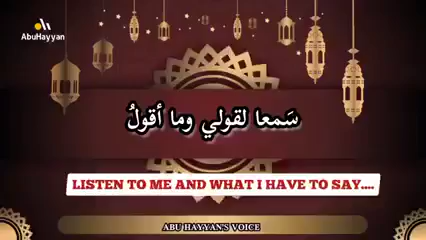 AbuHayyan
سَمعا لقولي وما أقولُ
LISTEN TO ME AND WHAT I HAVE TO SAY....
ABU HAYYAN'S VOICE